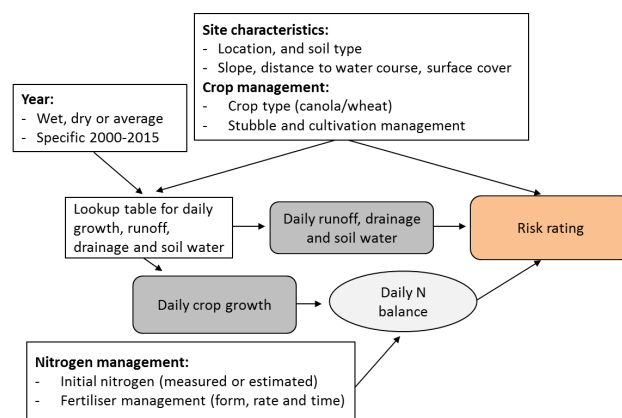 Site characteristics:
- Location, and soil type
- Slope, distance to water course, surface cover
Crop management:
- Crop type (canola/wheat)
- Stubble and cultivation management
Year:
- Wet, dry or average
- Specific 2000-2015
Lookup table for daily
growth, runoff,
drainage and soil water
Daily runoff, drainage
and soil water
Risk rating
Daily crop growth
Daily N
balance
Nitrogen management:
- Initial nitrogen (measured or estimated)
- Fertiliser management (form, rate and time)